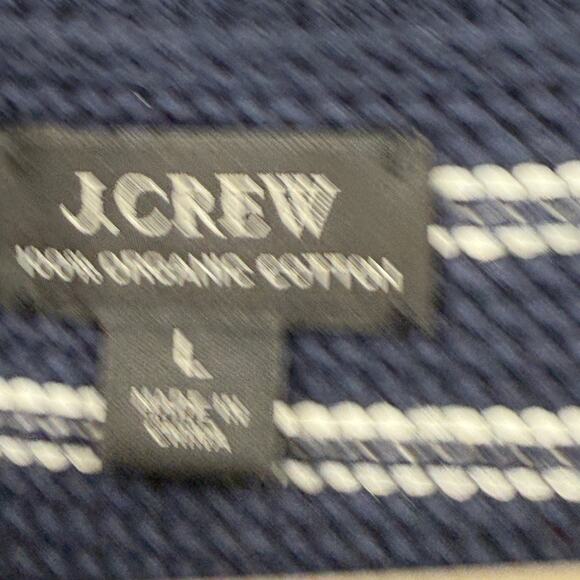 J.CREW
100% ORGANIC COTTON
L
MADE IN
CHINA